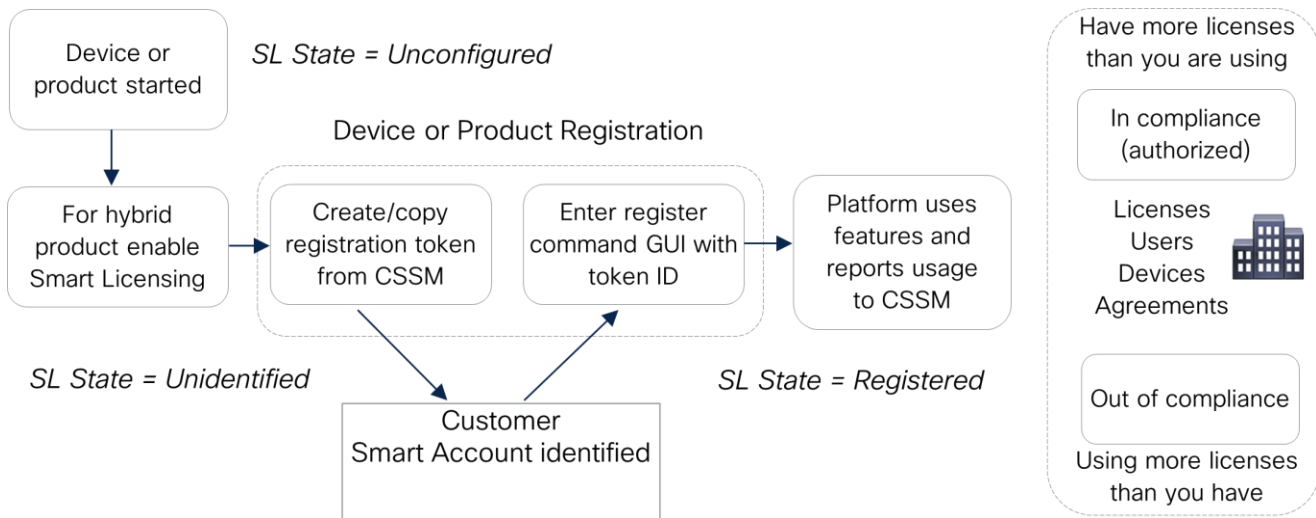 Device or
product started
SL State = Unconfigured
Device or Product Registration
For hybrid
product enable
Smart Licensing
Create/copy
registration token
from CSSM
Enter register
command GUI with
token ID
Platform uses
features and
reports usage
to CSSM
SL State = Unidentified
SL State = Registered
Customer
Smart Account identified
Have more licenses
than you are using
In compliance
(authorized)
Licenses
Users
Devices
Agreements
Out of compliance
Using more licenses
than you have